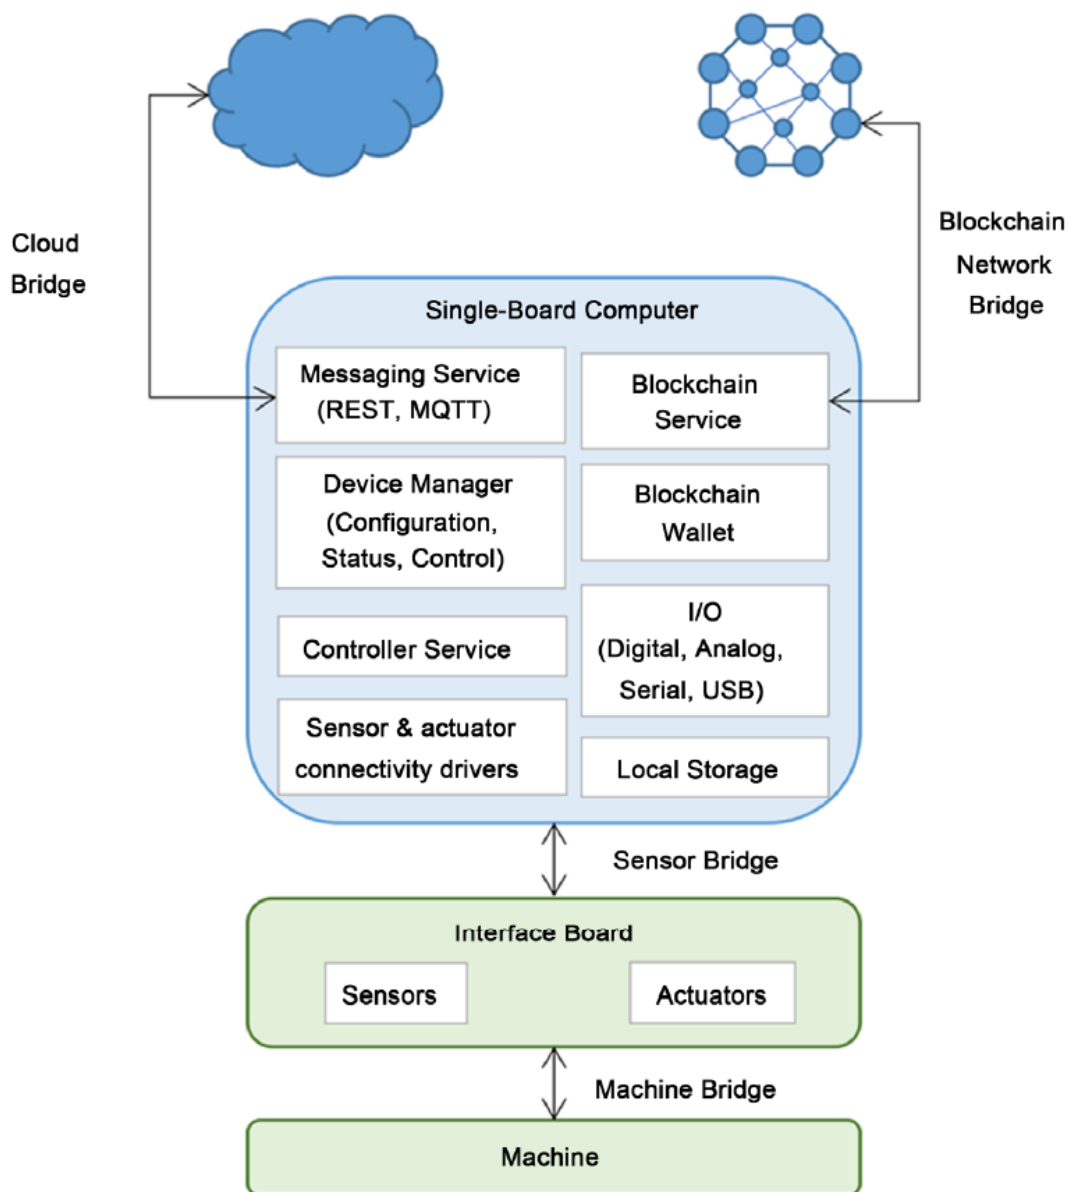 Cloud
Bridge
Blockchain
Network
Bridge
Single-Board Computer
Messaging Service
(REST, MQTT)
Device Manager
(Configuration,
Status, Control)
Controller Service
Sensor & actuator
connectivity drivers
Blockchain
Service
Blockchain
Wallet
I/O
(Digital, Analog,
Serial, USB)
Local Storage
Sensor Bridge
Interface Board
Sensors
Actuators
Machine Bridge
Machine